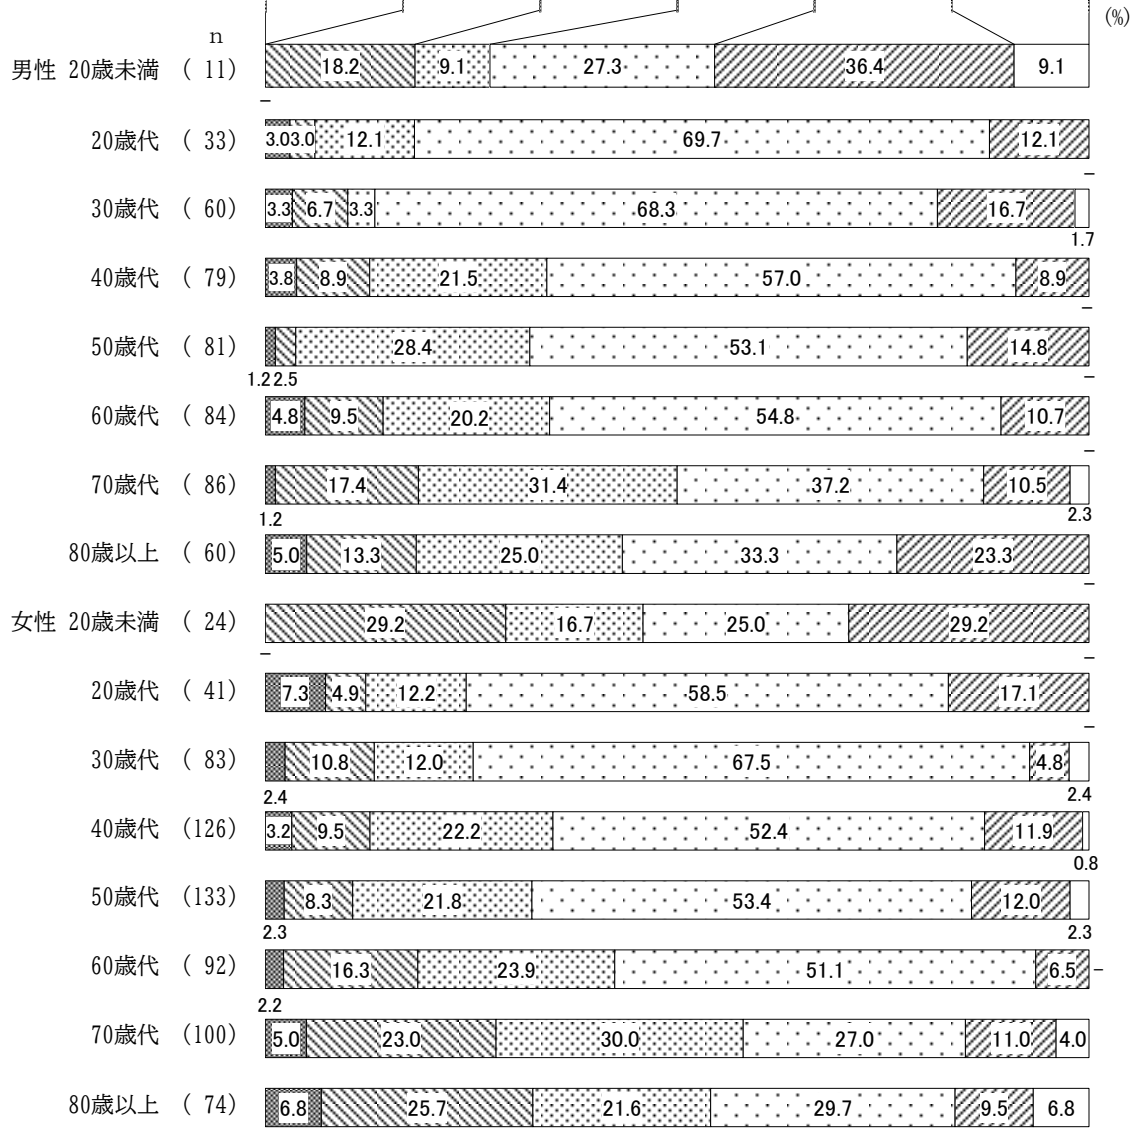 (%)
n
男性 20歳未満 ( 11) 18.2 9.1 27.3 36.4 9.1
－
20歳代 ( 33) 3.0 3.0 12.1 69.7 12.1
－
30歳代 ( 60) 3.3 6.7 3.3 68.3 16.7
1.7
40歳代 ( 79) 3.8 8.9 21.5 57.0 8.9
－
50歳代 ( 81) 28.4 53.1 14.8
1.2 2.5 －
60歳代 ( 84) 4.8 9.5 20.2 54.8 10.7
－
70歳代 ( 86) 17.4 31.4 37.2 10.5
1.2 2.3
80歳以上 ( 60) 5.0 13.3 25.0 33.3 23.3
－
女性 20歳未満 ( 24) 29.2 16.7 25.0 29.2
－ －
20歳代 ( 41) 7.3 4.9 12.2 58.5 17.1
－
30歳代 ( 83) 10.8 12.0 67.5 4.8
2.4 2.4
40歳代 (126) 3.2 9.5 22.2 52.4 11.9
0.8
50歳代 (133) 8.3 21.8 53.4 12.0
2.3 2.3
60歳代 ( 92) 16.3 23.9 51.1 6.5 －
2.2
70歳代 (100) 5.0 23.0 30.0 27.0 11.0 4.0
80歳以上 ( 74) 6.8 25.7 21.6 29.7 9.5 6.8